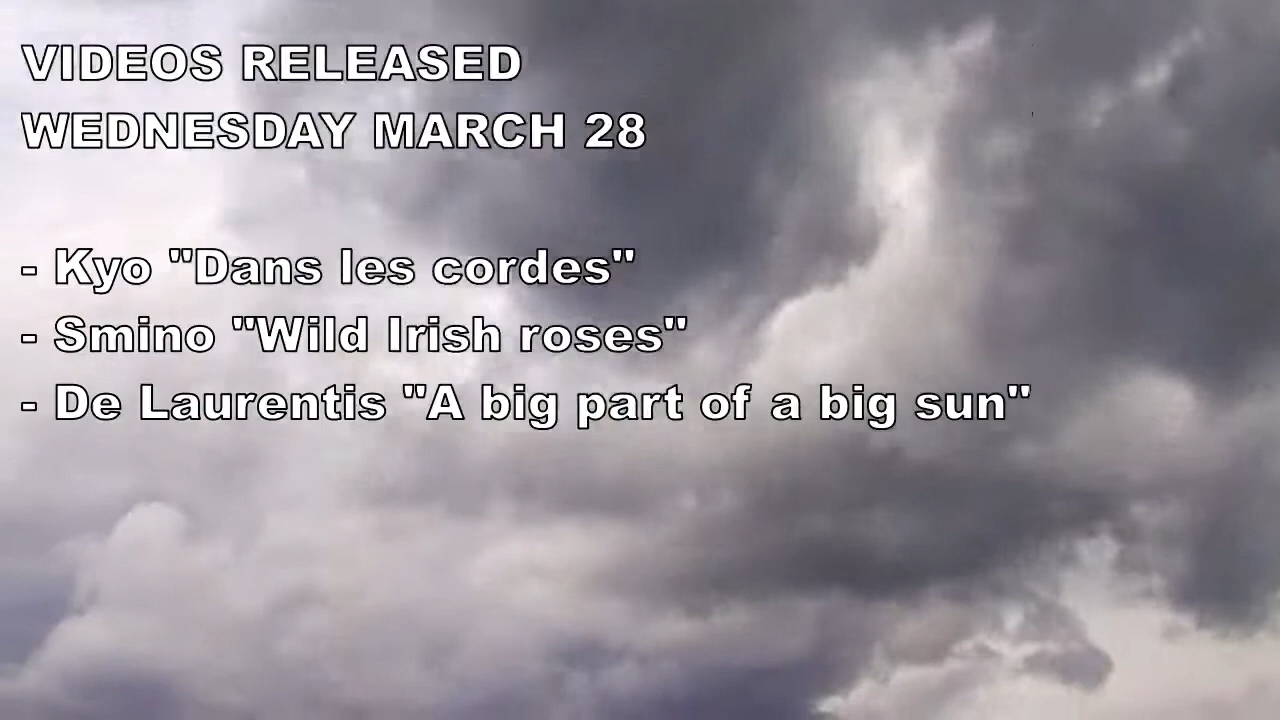 VIDEOS RELEASED
WEDNESDAY MARCH 28
- Kyo "Dans les cordes"
- Smino "Wild Irish roses"
- De Laurentis "A big part of a big sun"